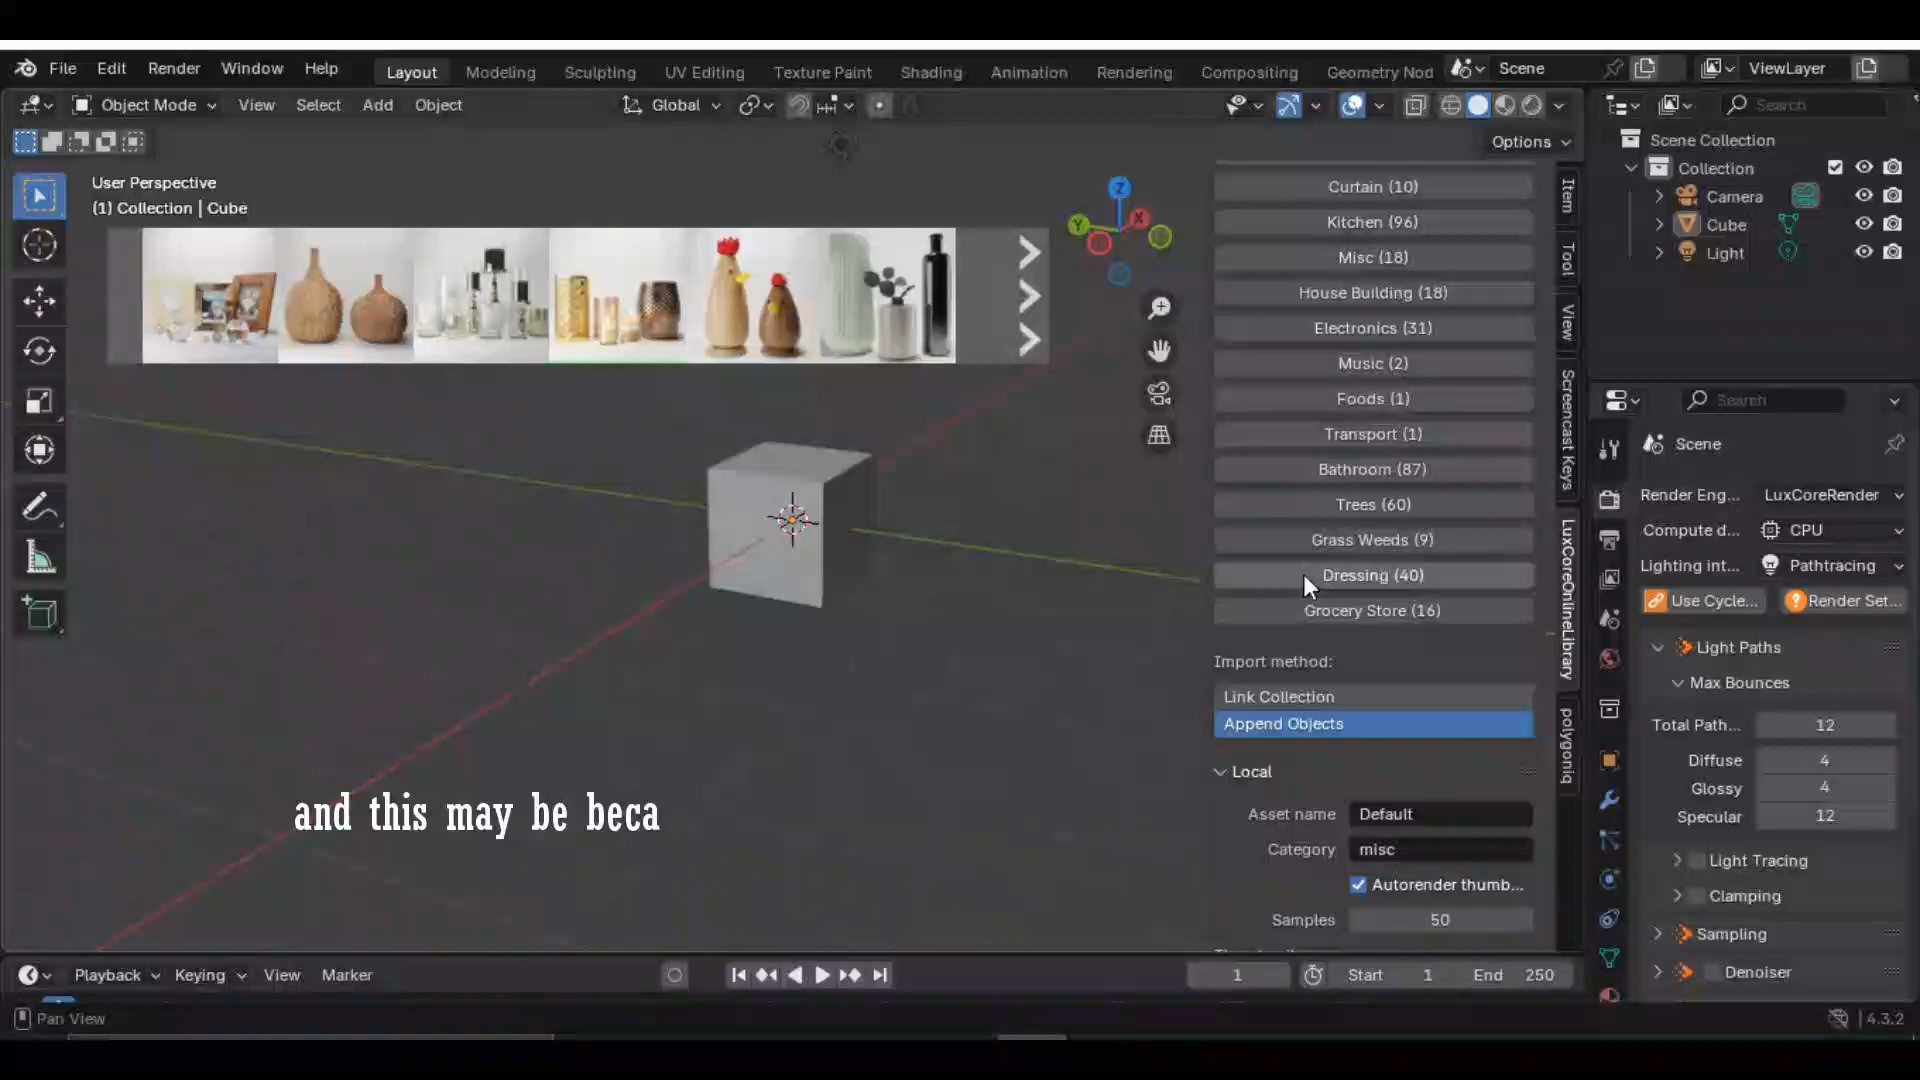 File Edit Render Window Help Layout Modeling Sculpting UV Editing Texture Paint Shading Animation Rendering Compositing Geometry Nod Scene ViewLayer
Object Mode View Select Add Object Global Search
Options
User Perspective
(1) Collection | Cube
Z
Y
X
Curtain (10)
Kitchen (96)
Misc (18)
House Building (18)
Electronics (31)
Music (2)
Foods (1)
Transport (1)
Bathroom (87)
Trees (60)
Grass Weeds (9)
Dressing (40)
Grocery Store (16)
Import method:
Link Collection
Append Objects
Local
Asset name Default
Category misc
Autorender thumb...
Samples 50
Item
Tool
View
Screencast Keys
LuxCoreOnlineLibrary
polygoniq
Scene Collection
Collection
Camera
Cube
Light
Search
Scene
Render Eng... LuxCoreRender
Compute d... CPU
Lighting int... Pathtracing
Use Cycle... Render Set...
Light Paths
Max Bounces
Total Path... 12
Diffuse 4
Glossy 4
Specular 12
Light Tracing
Clamping
Sampling
Denoiser
and this may be beca
Playback Keying View Marker 1 Start 1 End 250
Pan View 4.3.2